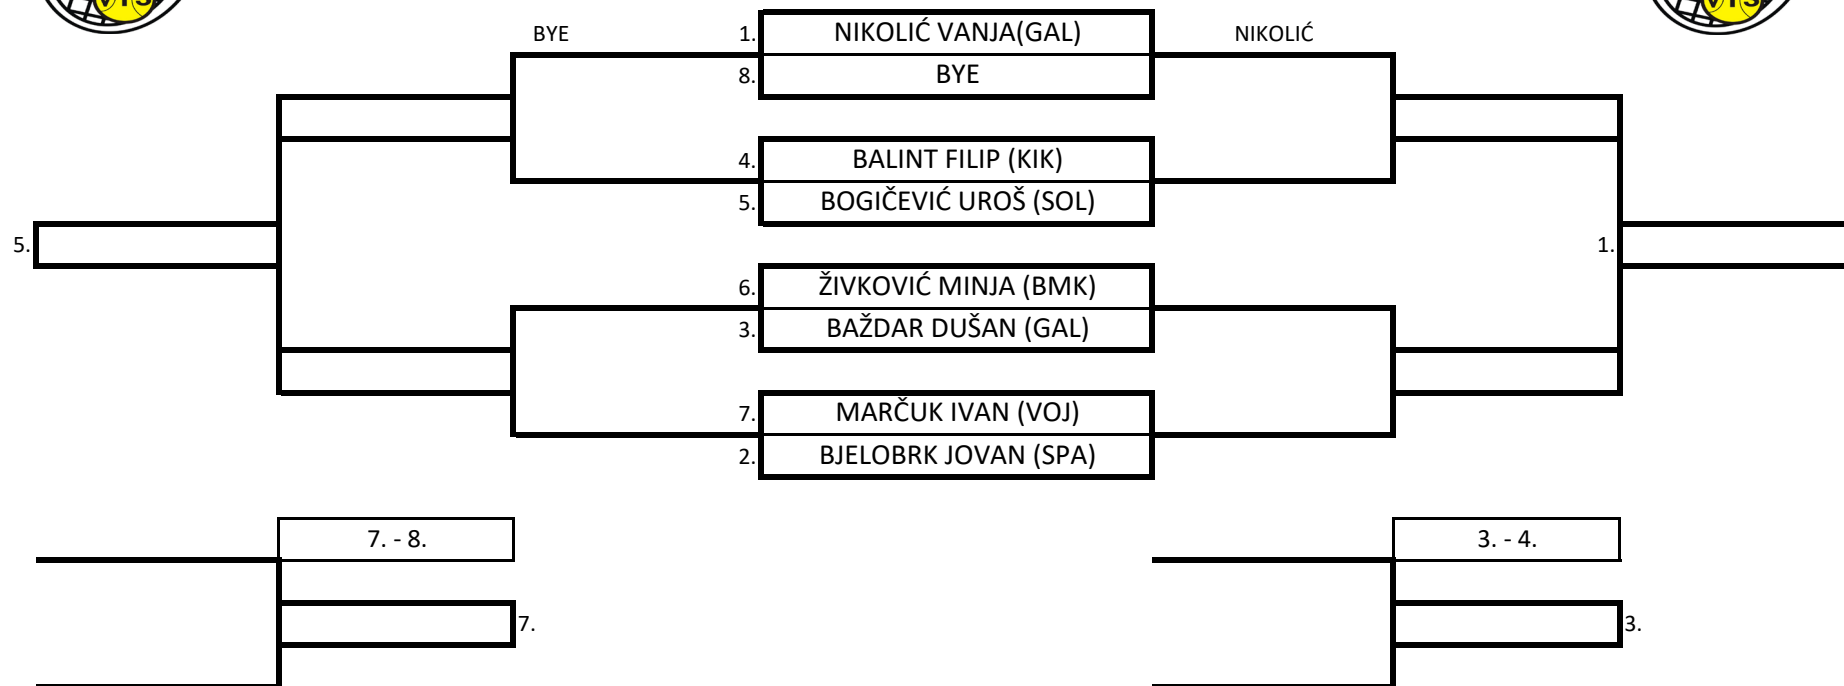 VTS
VTS
BYE
1. NIKOLIĆ VANJA(GAL)
NIKOLIĆ
8. BYE
4. BALINT FILIP (KIK)
5. BOGIČEVIĆ UROŠ (SOL)
5.
1.
6. ŽIVKOVIĆ MINJA (BMK)
3. BAŽDAR DUŠAN (GAL)
7. MARČUK IVAN (VOJ)
2. BJELOBRK JOVAN (SPA)
7. - 8.
3. - 4.
7.
3.